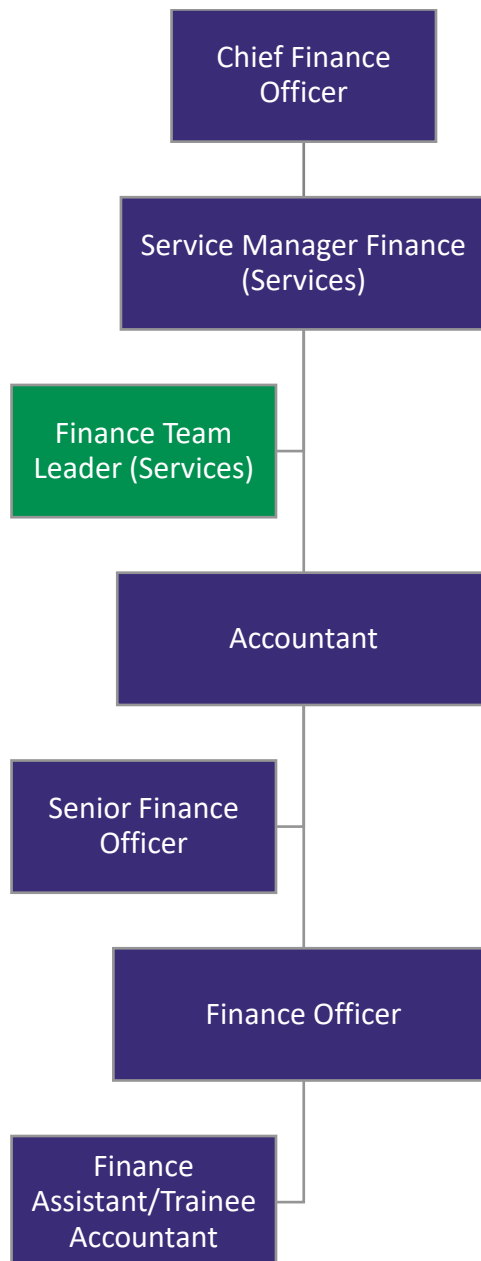 Chief Finance
Officer
Service Manager Finance
(Services)
Finance Team
Leader (Services)
Accountant
Senior Finance
Officer
Finance Officer
Finance
Assistant/Trainee
Accountant